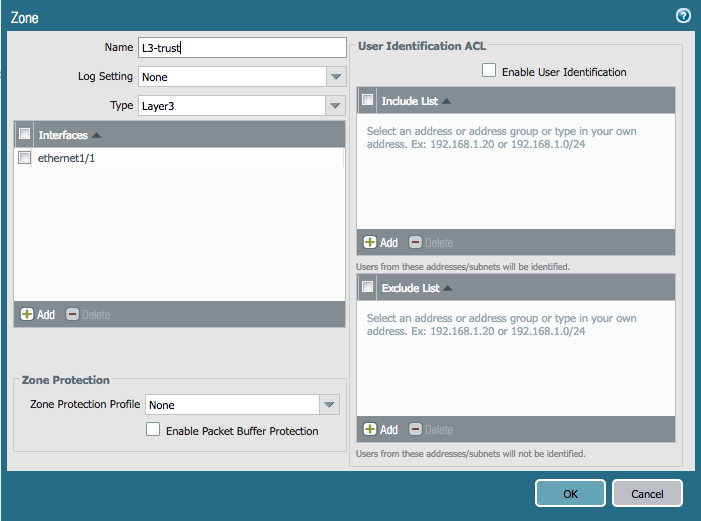 Zone
Name L3-trust
Log Setting None
Type Layer3
Interfaces
ethernet1/1
Add Delete
Zone Protection
Zone Protection Profile None
Enable Packet Buffer Protection
User Identification ACL
Enable User Identification
Include List
Select an address or address group or type in your own
address. Ex: 192.168.1.20 or 192.168.1.0/24
Add Delete
Users from these addresses/subnets will be identified.
Exclude List
Select an address or address group or type in your own
address. Ex: 192.168.1.20 or 192.168.1.0/24
Add Delete
Users from these addresses/subnets will not be identified.
OK Cancel